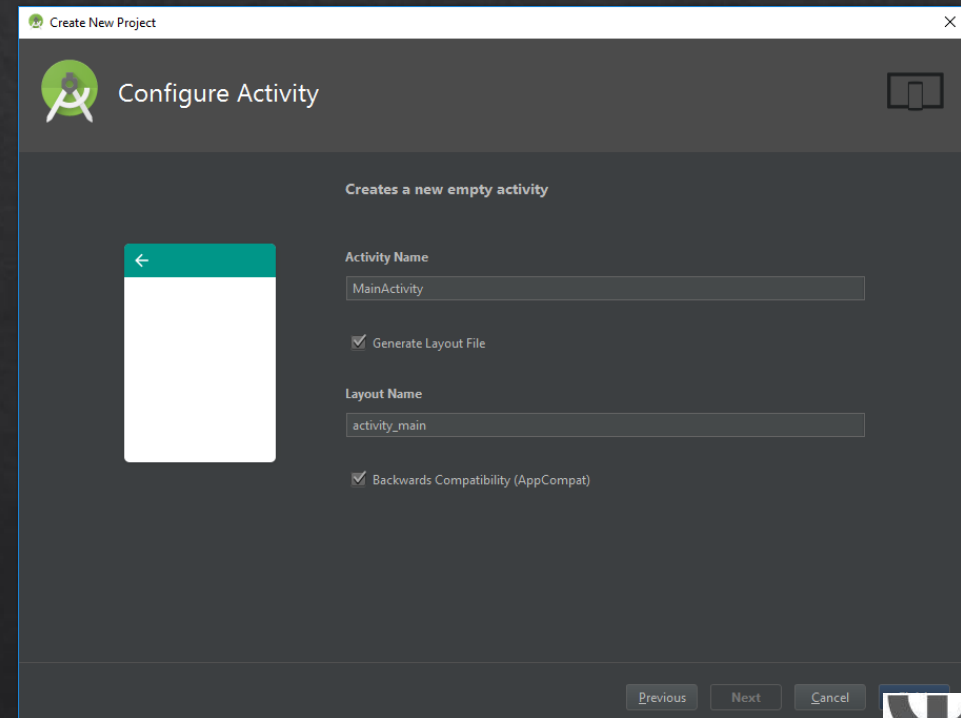 Create New Project
Configure Activity
Creates a new empty activity
Activity Name
MainActivity
Generate Layout File
Layout Name
activity_main
Backwards Compatibility (AppCompat)
Previous
Next
Cancel